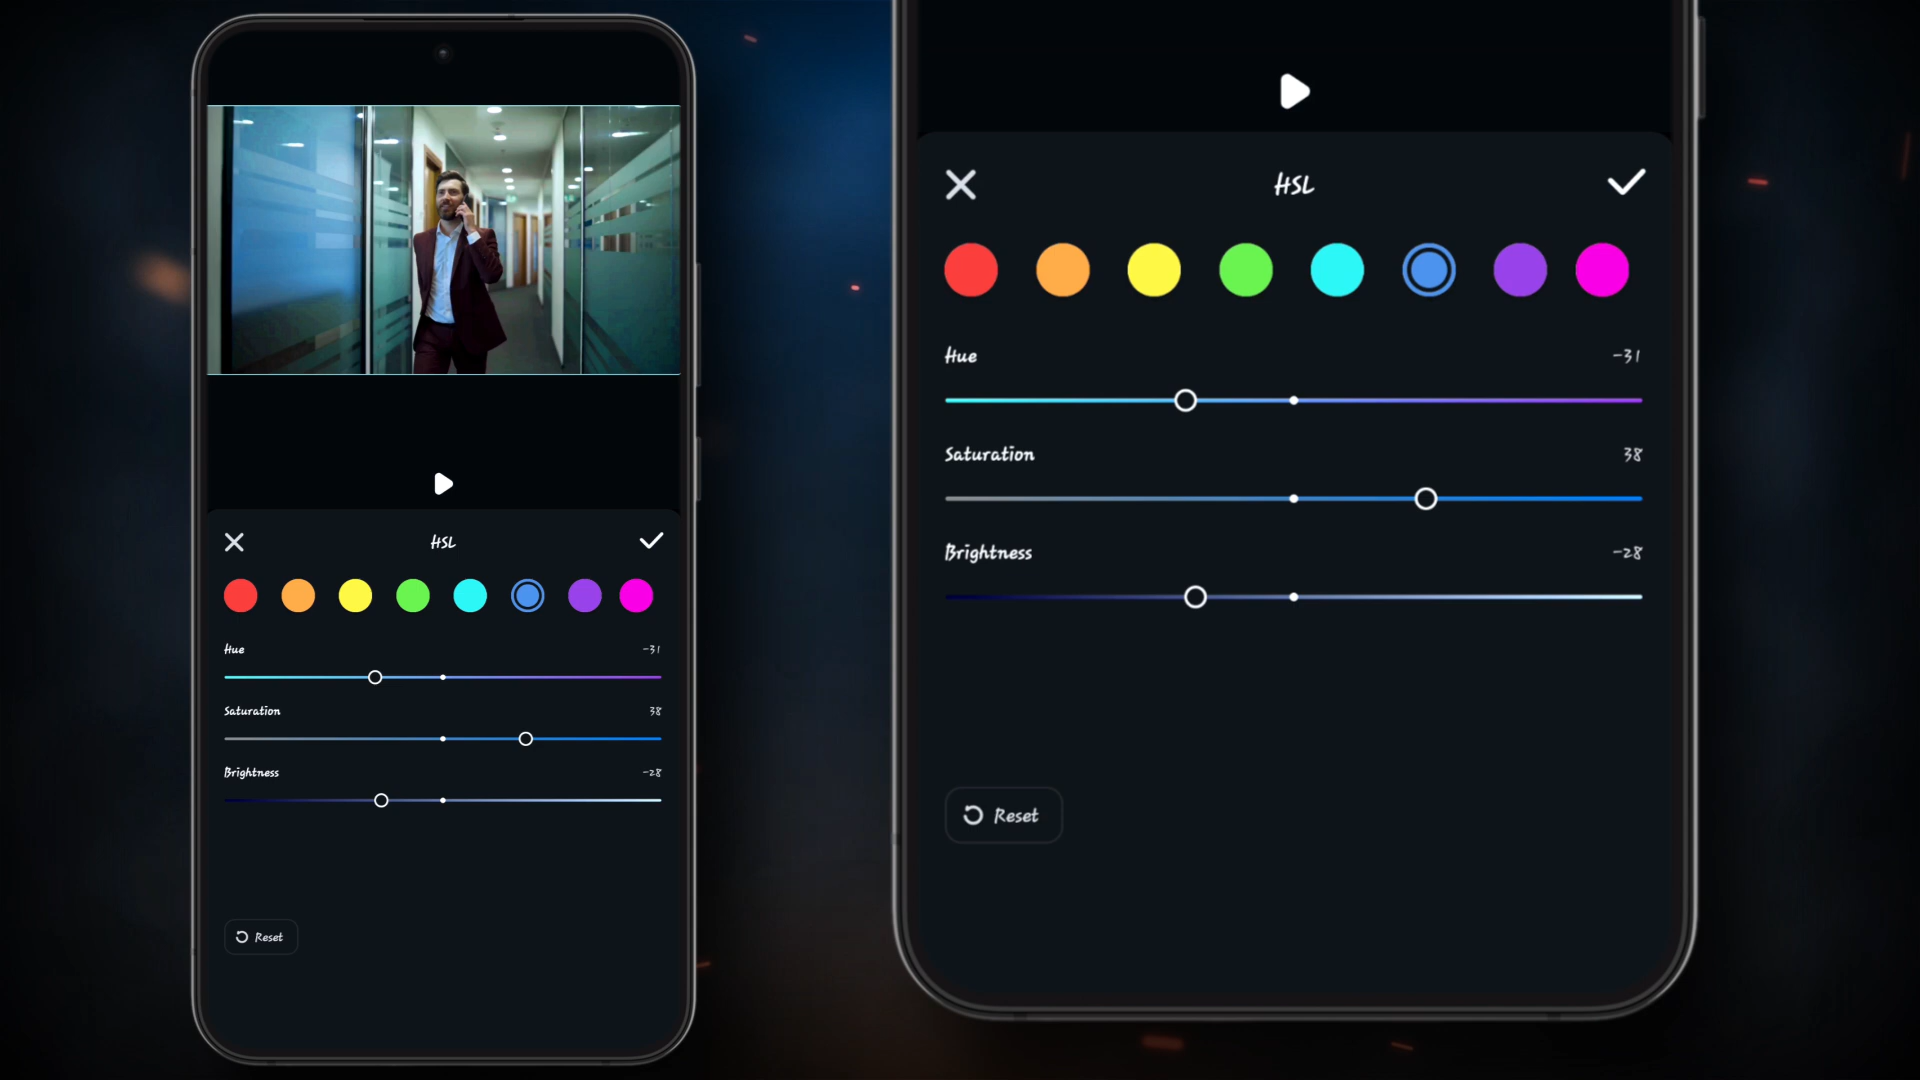 HSL
Hue -31
Saturation 38
Brightness -28
Reset
HSL
Hue -31
Saturation 38
Brightness -28
Reset